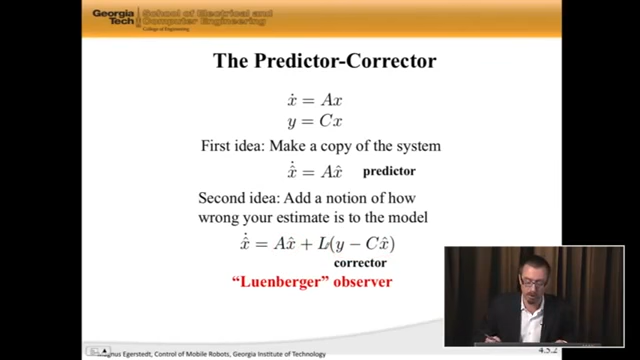 Georgia Tech
School of Electrical and Computer Engineering
College of Engineering
The Predictor-Corrector
ẋ = Ax
y = Cx
First idea: Make a copy of the system
x̂̇ = Ax̂ predictor
Second idea: Add a notion of how
wrong your estimate is to the model
x̂̇ = Ax̂ + L(y − Cx̂)
corrector
"Luenberger" observer
Magnus Egerstedt, Control of Mobile Robots, Georgia Institute of Technology
4.5.2